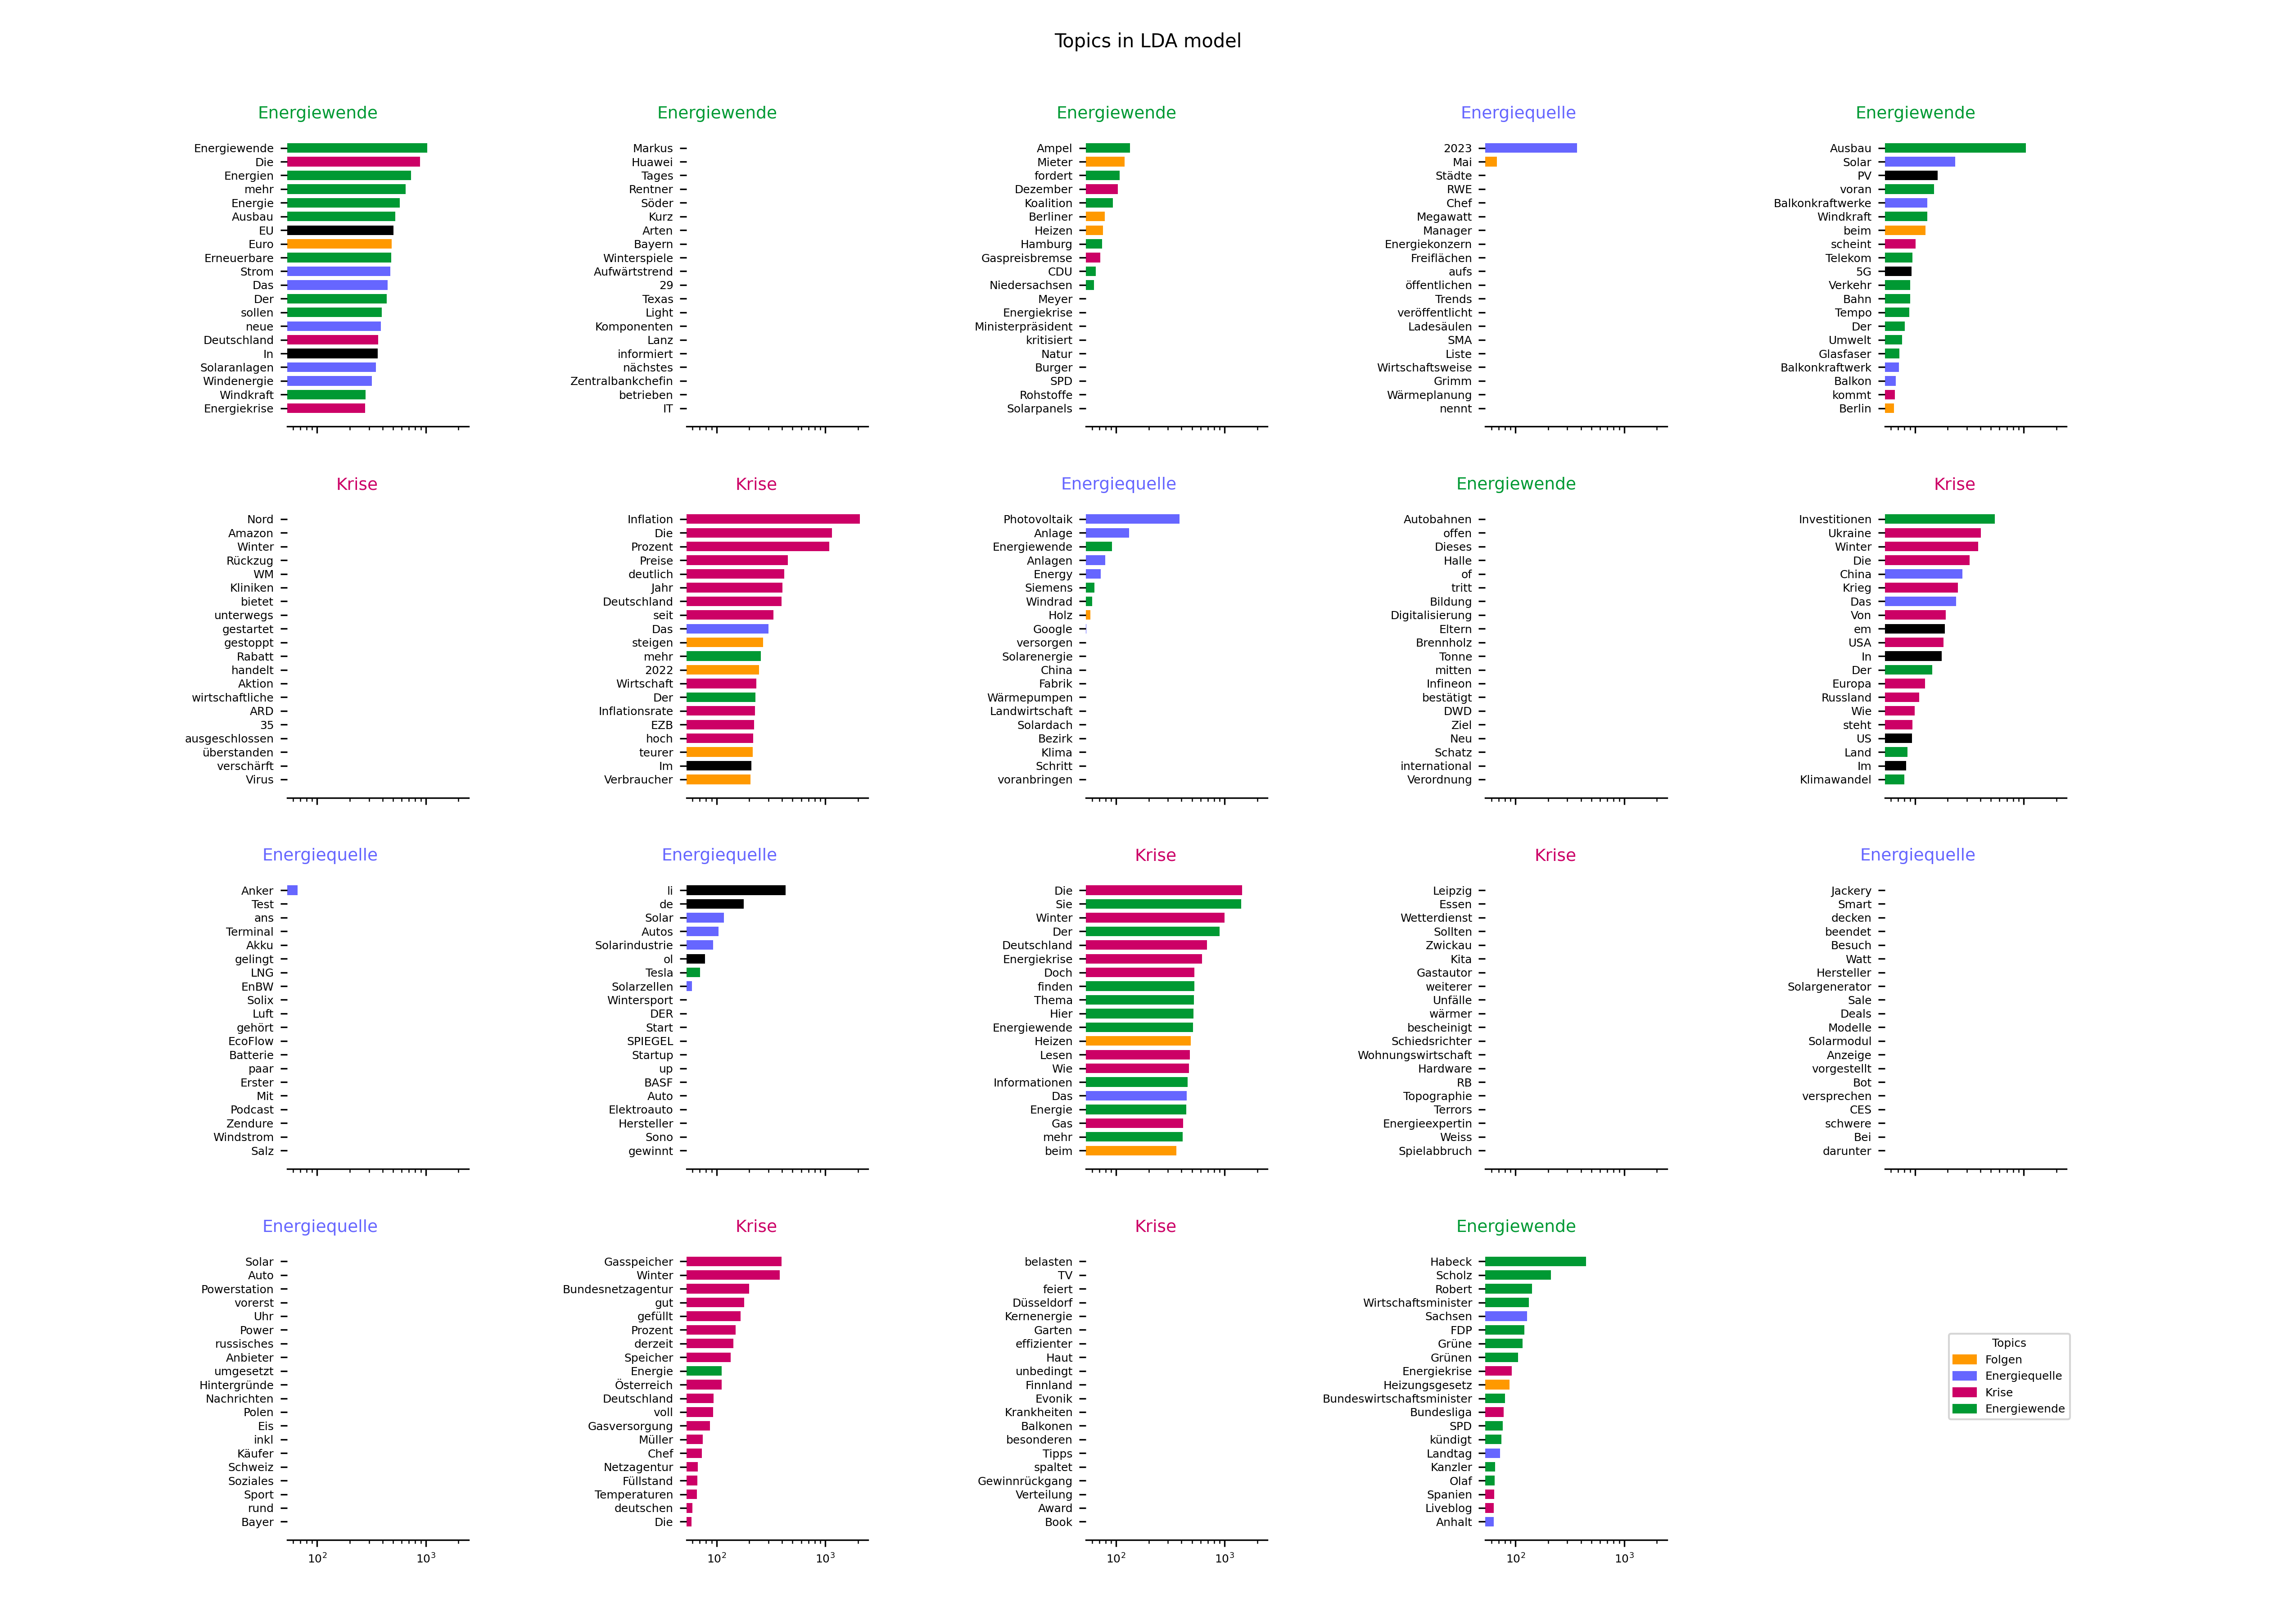 Topics in LDA model
Energiewende
Energiewende
Die
Energien
mehr
Energie
Ausbau
EU
Euro
Erneuerbare
Strom
Das
Der
sollen
neue
Deutschland
In
Solaranlagen
Windenergie
Windkraft
Energiekrise
Energiewende
Markus
Huawei
Tages
Rentner
Söder
Kurz
Arten
Bayern
Winterspiele
Aufwärtstrend
29
Texas
Light
Komponenten
Lanz
informiert
nächstes
Zentralbankchefin
betrieben
IT
Energiewende
Ampel
Mieter
fordert
Dezember
Koalition
Berliner
Heizen
Hamburg
Gaspreisbremse
CDU
Niedersachsen
Meyer
Energiekrise
Ministerpräsident
kritisiert
Natur
Burger
SPD
Rohstoffe
Solarpanels
Energiequelle
2023
Mai
Städte
RWE
Chef
Megawatt
Manager
Energiekonzern
Freiflächen
aufs
öffentlichen
Trends
veröffentlicht
Ladesäulen
SMA
Liste
Wirtschaftsweise
Grimm
Wärmeplanung
nennt
Energiewende
Ausbau
Solar
PV
voran
Balkonkraftwerke
Windkraft
beim
scheint
Telekom
5G
Verkehr
Bahn
Tempo
Der
Umwelt
Glasfaser
Balkonkraftwerk
Balkon
kommt
Berlin
Krise
Nord
Amazon
Winter
Rückzug
WM
Kliniken
bietet
unterwegs
gestartet
gestoppt
Rabatt
handelt
Aktion
wirtschaftliche
ARD
35
ausgeschlossen
überstanden
verschärft
Virus
Krise
Inflation
Die
Prozent
Preise
deutlich
Jahr
Deutschland
seit
Das
steigen
mehr
2022
Wirtschaft
Der
Inflationsrate
EZB
hoch
teurer
Im
Verbraucher
Energiequelle
Photovoltaik
Anlage
Energiewende
Anlagen
Energy
Siemens
Windrad
Holz
Google
versorgen
Solarenergie
China
Fabrik
Wärmepumpen
Landwirtschaft
Solardach
Bezirk
Klima
Schritt
voranbringen
Energiewende
Autobahnen
offen
Dieses
Halle
of
tritt
Bildung
Digitalisierung
Eltern
Brennholz
Tonne
mitten
Infineon
bestätigt
DWD
Ziel
Neu
Schatz
international
Verordnung
Krise
Investitionen
Ukraine
Winter
Die
China
Krieg
Das
Von
em
USA
In
Der
Europa
Russland
Wie
steht
US
Land
Im
Klimawandel
Energiequelle
Anker
Test
ans
Terminal
Akku
gelingt
LNG
EnBW
Solix
Luft
gehört
EcoFlow
Batterie
paar
Erster
Mit
Podcast
Zendure
Windstrom
Salz
Energiequelle
li
de
Solar
Autos
Solarindustrie
ol
Tesla
Solarzellen
Wintersport
DER
Start
SPIEGEL
Startup
up
BASF
Auto
Elektroauto
Hersteller
Sono
gewinnt
Krise
Die
Sie
Winter
Der
Deutschland
Energiekrise
Doch
finden
Thema
Hier
Energiewende
Heizen
Lesen
Wie
Informationen
Das
Energie
Gas
mehr
beim
Krise
Leipzig
Essen
Wetterdienst
Sollten
Zwickau
Kita
Gastautor
weiterer
Unfälle
wärmer
bescheinigt
Schiedsrichter
Wohnungswirtschaft
Hardware
RB
Topographie
Terrors
Energieexpertin
Weiss
Spielabbruch
Energiequelle
Jackery
Smart
decken
beendet
Besuch
Watt
Hersteller
Solargenerator
Sale
Deals
Modelle
Solarmodul
Anzeige
vorgestellt
Bot
versprechen
CES
schwere
Bei
darunter
Energiequelle
Solar
Auto
Powerstation
vorerst
Uhr
Power
russisches
Anbieter
umgesetzt
Hintergründe
Nachrichten
Polen
Eis
inkl
Käufer
Schweiz
Soziales
Sport
rund
Bayer
10²
10³
Krise
Gasspeicher
Winter
Bundesnetzagentur
gut
gefüllt
Prozent
derzeit
Speicher
Energie
Österreich
Deutschland
voll
Gasversorgung
Müller
Chef
Netzagentur
Füllstand
Temperaturen
deutschen
Die
10²
10³
Krise
belasten
TV
feiert
Düsseldorf
Kernenergie
Garten
effizienter
Haut
unbedingt
Finnland
Evonik
Krankheiten
Balkonen
besonderen
Tipps
spaltet
Gewinnrückgang
Verteilung
Award
Book
10²
10³
Energiewende
Habeck
Scholz
Robert
Wirtschaftsminister
Sachsen
FDP
Grüne
Grünen
Energiekrise
Heizungsgesetz
Bundeswirtschaftsminister
Bundesliga
SPD
kündigt
Landtag
Kanzler
Olaf
Spanien
Liveblog
Anhalt
10²
10³
Topics
Folgen
Energiequelle
Krise
Energiewende